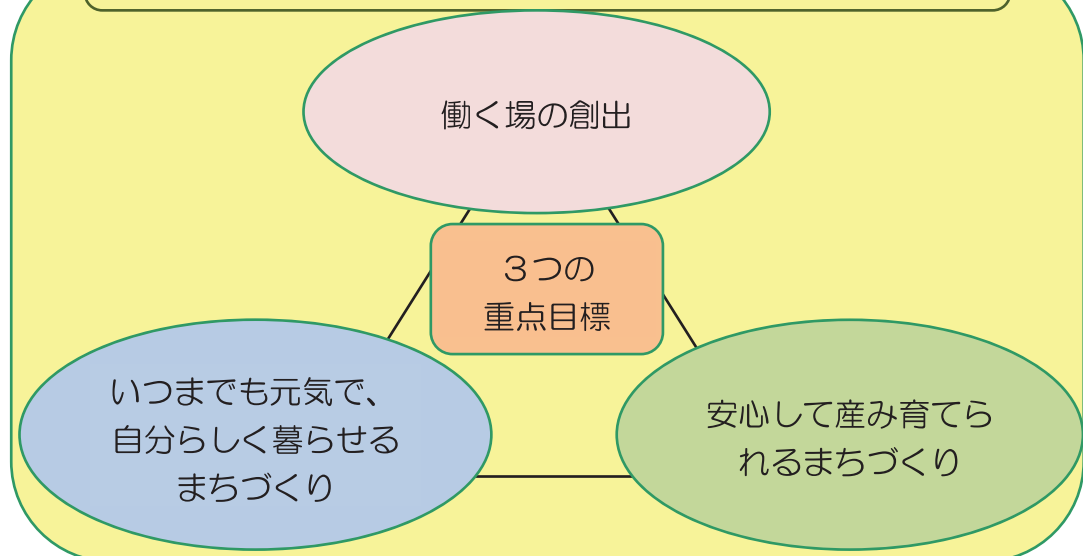 働く場の創出
３つの
重点目標
いつまでも元気で、
自分らしく暮らせる
まちづくり
安心して産み育てら
れるまちづくり